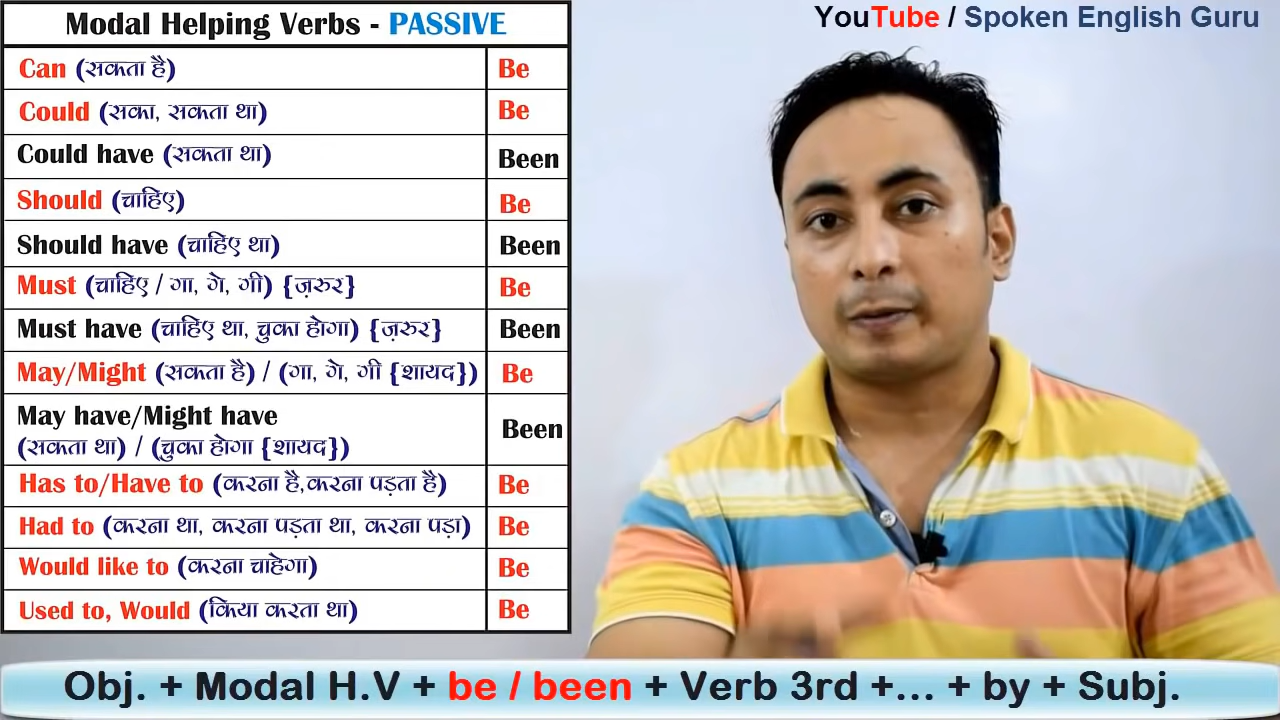 Modal Helping Verbs - PASSIVE
YouTube / Spoken English Guru
Can (सकता है) Be
Could (सका, सकता था) Be
Could have (सकता था) Been
Should (चाहिए) Be
Should have (चाहिए था) Been
Must (चाहिए / गा, गे, गी) {ज़रुर} Be
Must have (चाहिए था, चुका होगा) {ज़रुर} Been
May/Might (सकता है) / (गा, गे, गी {शायद}) Be
May have/Might have
(सकता था) / (चुका होगा {शायद}) Been
Has to/Have to (करना है,करना पड़ता है) Be
Had to (करना था, करना पड़ता था, करना पड़ा) Be
Would like to (करना चाहेगा) Be
Used to, Would (किया करता था) Be
Obj. + Modal H.V + be / been + Verb 3rd +... + by + Subj.